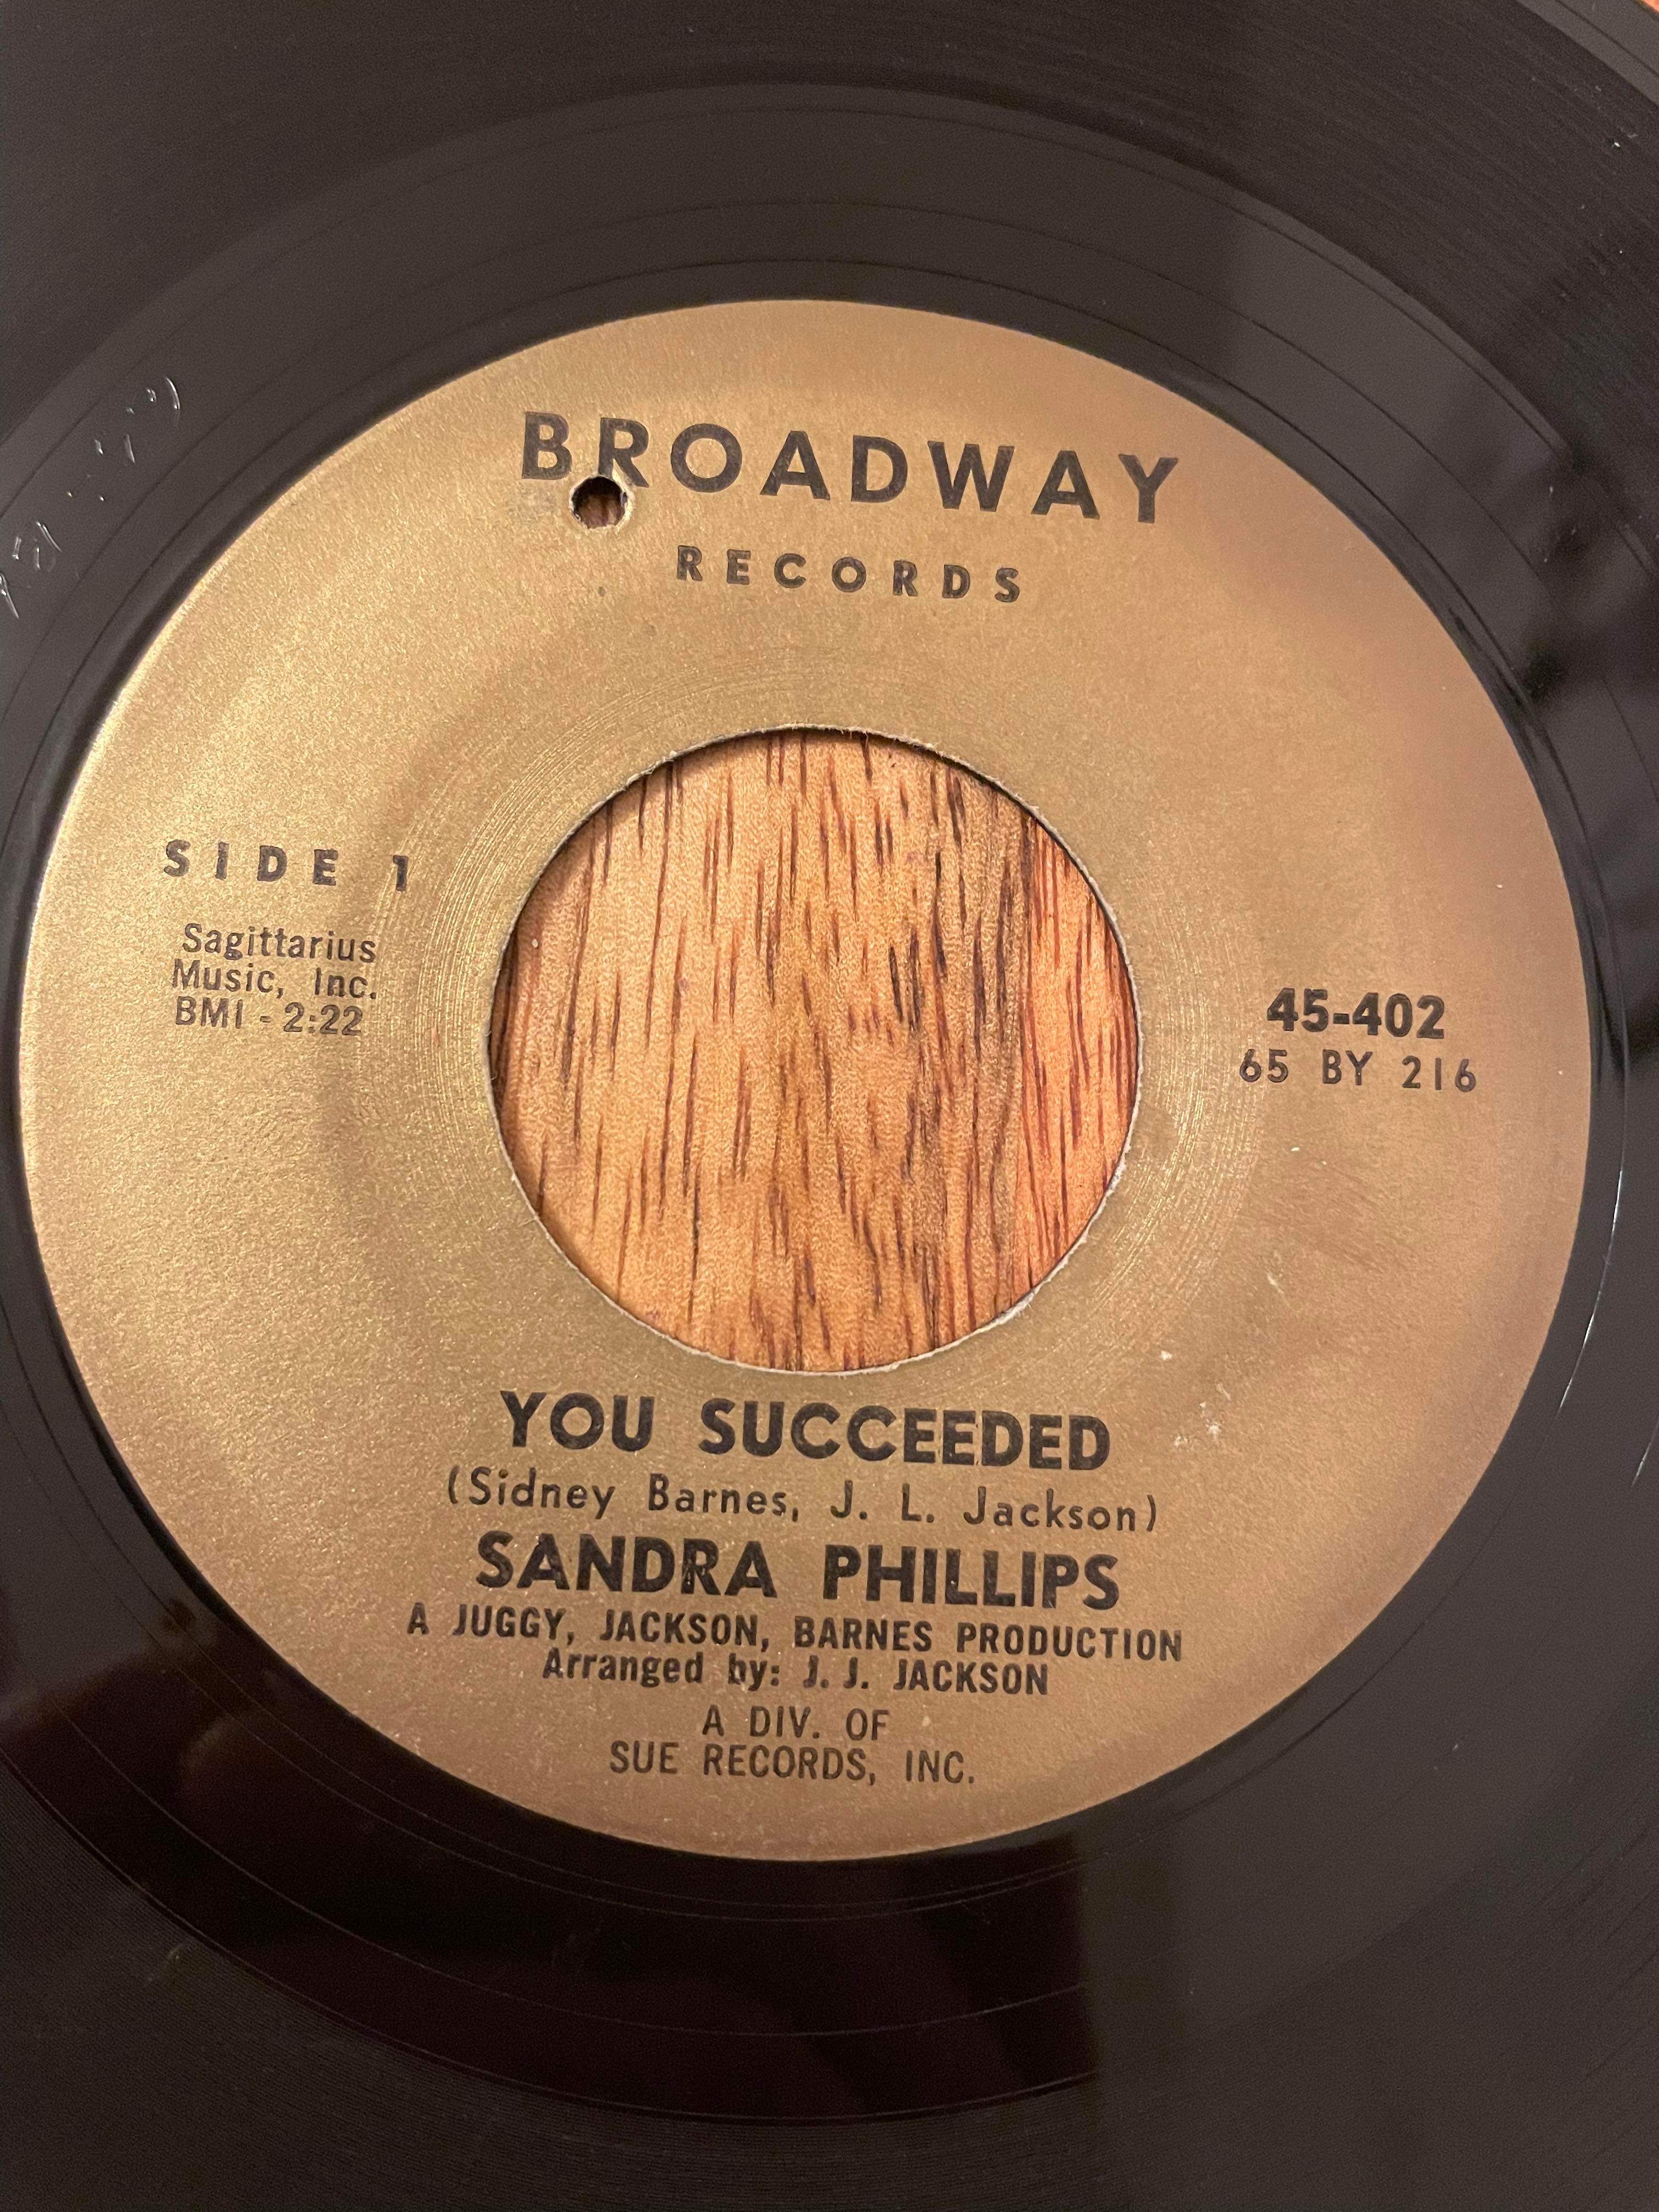 BROADWAY
RECORDS
SIDE 1
Sagittarius
Music, Inc.
BMI - 2:22
45-402
65 BY 216
YOU SUCCEEDED
(Sidney Barnes, J. L. Jackson)
SANDRA PHILLIPS
A JUGGY, JACKSON, BARNES PRODUCTION
Arranged by: J. J. JACKSON
A DIV. OF
SUE RECORDS, INC.